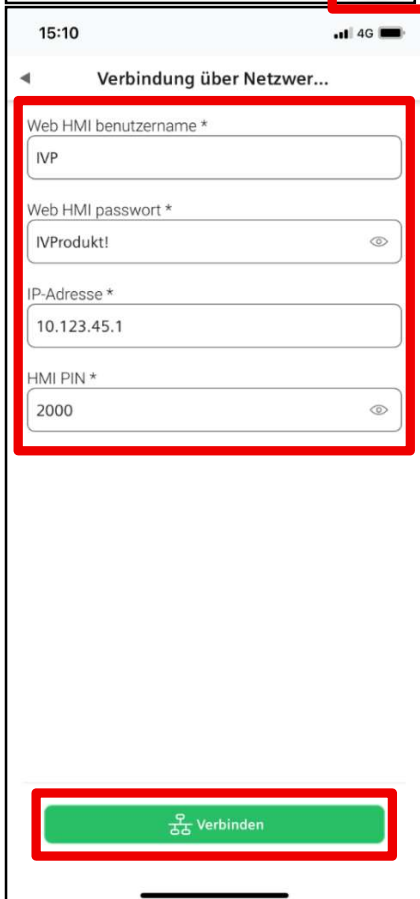 15:10
4G
Verbindung über Netzwer...
Web HMI benutzername *
IVP
Web HMI passwort *
IVProdukt!
IP-Adresse *
10.123.45.1
HMI PIN *
2000
Verbinden